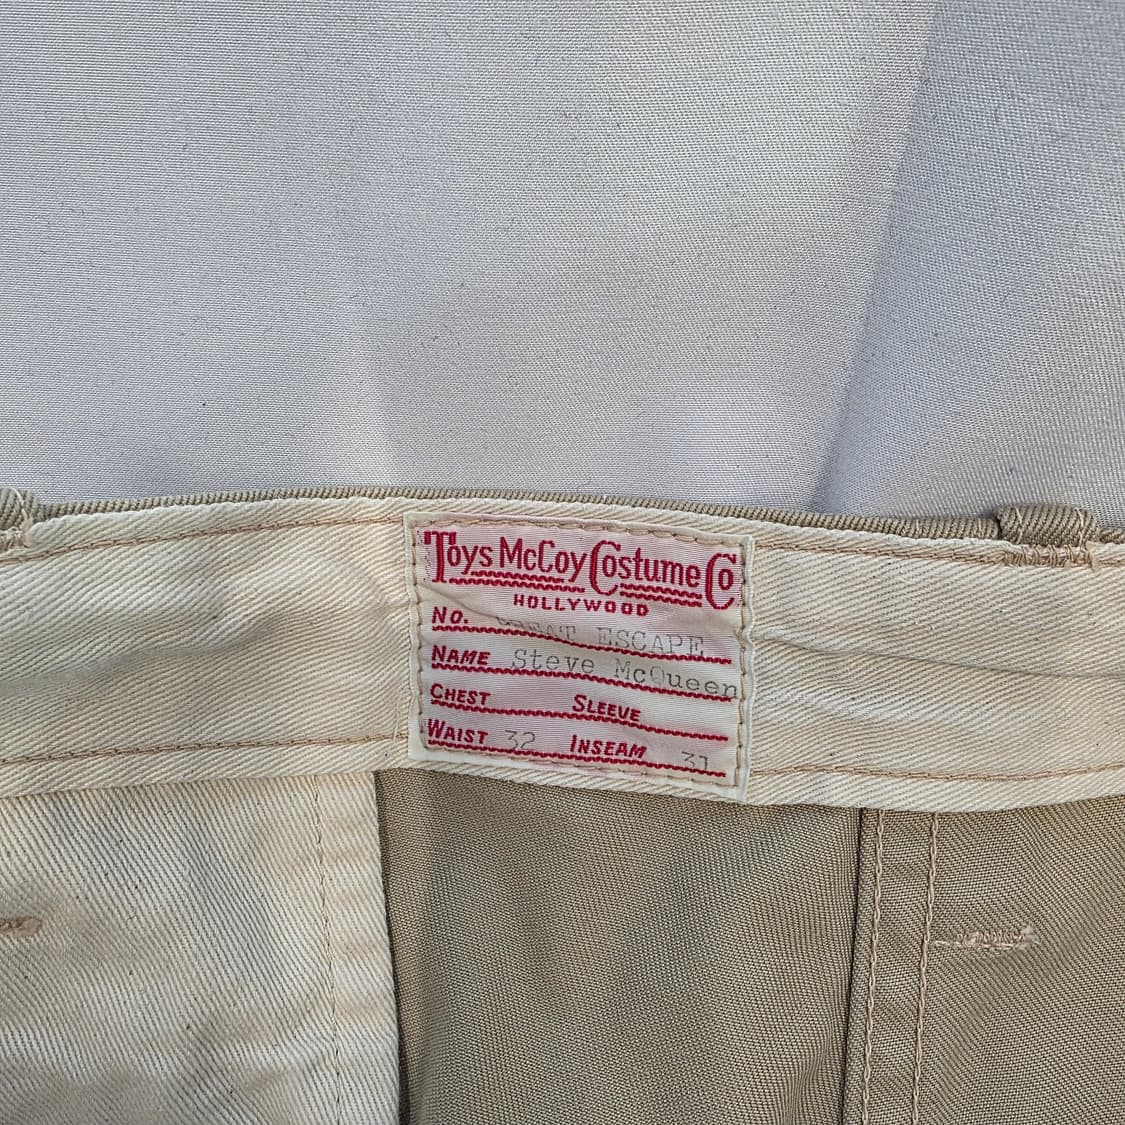 Toys McCoy Costume Co
HOLLYWOOD
NO. GREAT ESCAPE
NAME Steve McQueen
CHEST SLEEVE
WAIST 32 INSEAM 31